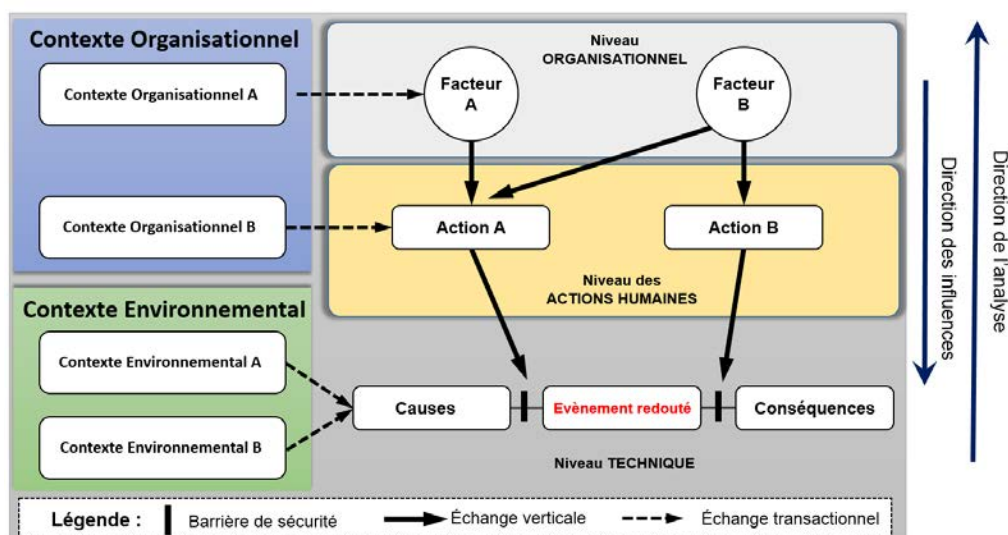 Contexte Organisationnel
Contexte Organisationnel A
Contexte Organisationnel B
Niveau
ORGANISATIONNEL
Facteur
A
Facteur
B
Action A
Action B
Niveau des
ACTIONS HUMAINES
Contexte Environnemental
Contexte Environnemental A
Contexte Environnemental B
Causes
Evènement redouté
Conséquences
Niveau TECHNIQUE
Direction des influences
Direction de l'analyse
Légende :
Barrière de sécurité
Échange verticale
Échange transactionnel